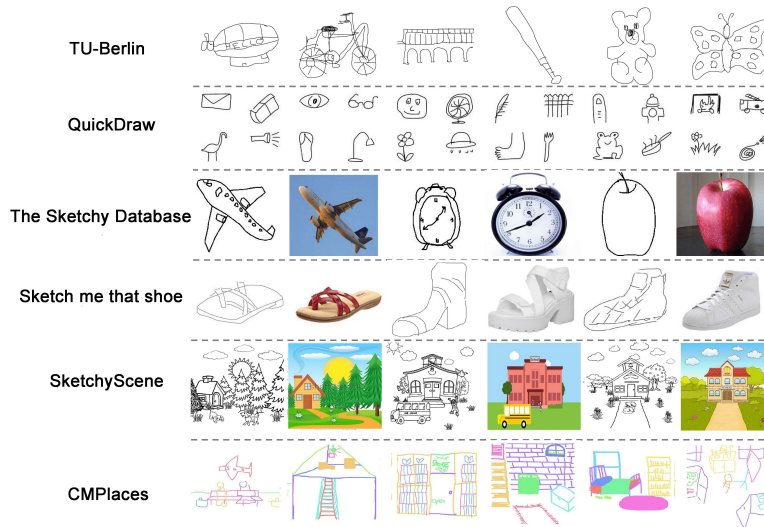 TU-Berlin
QuickDraw
The Sketchy Database
Sketch me that shoe
SketchyScene
CMPlaces